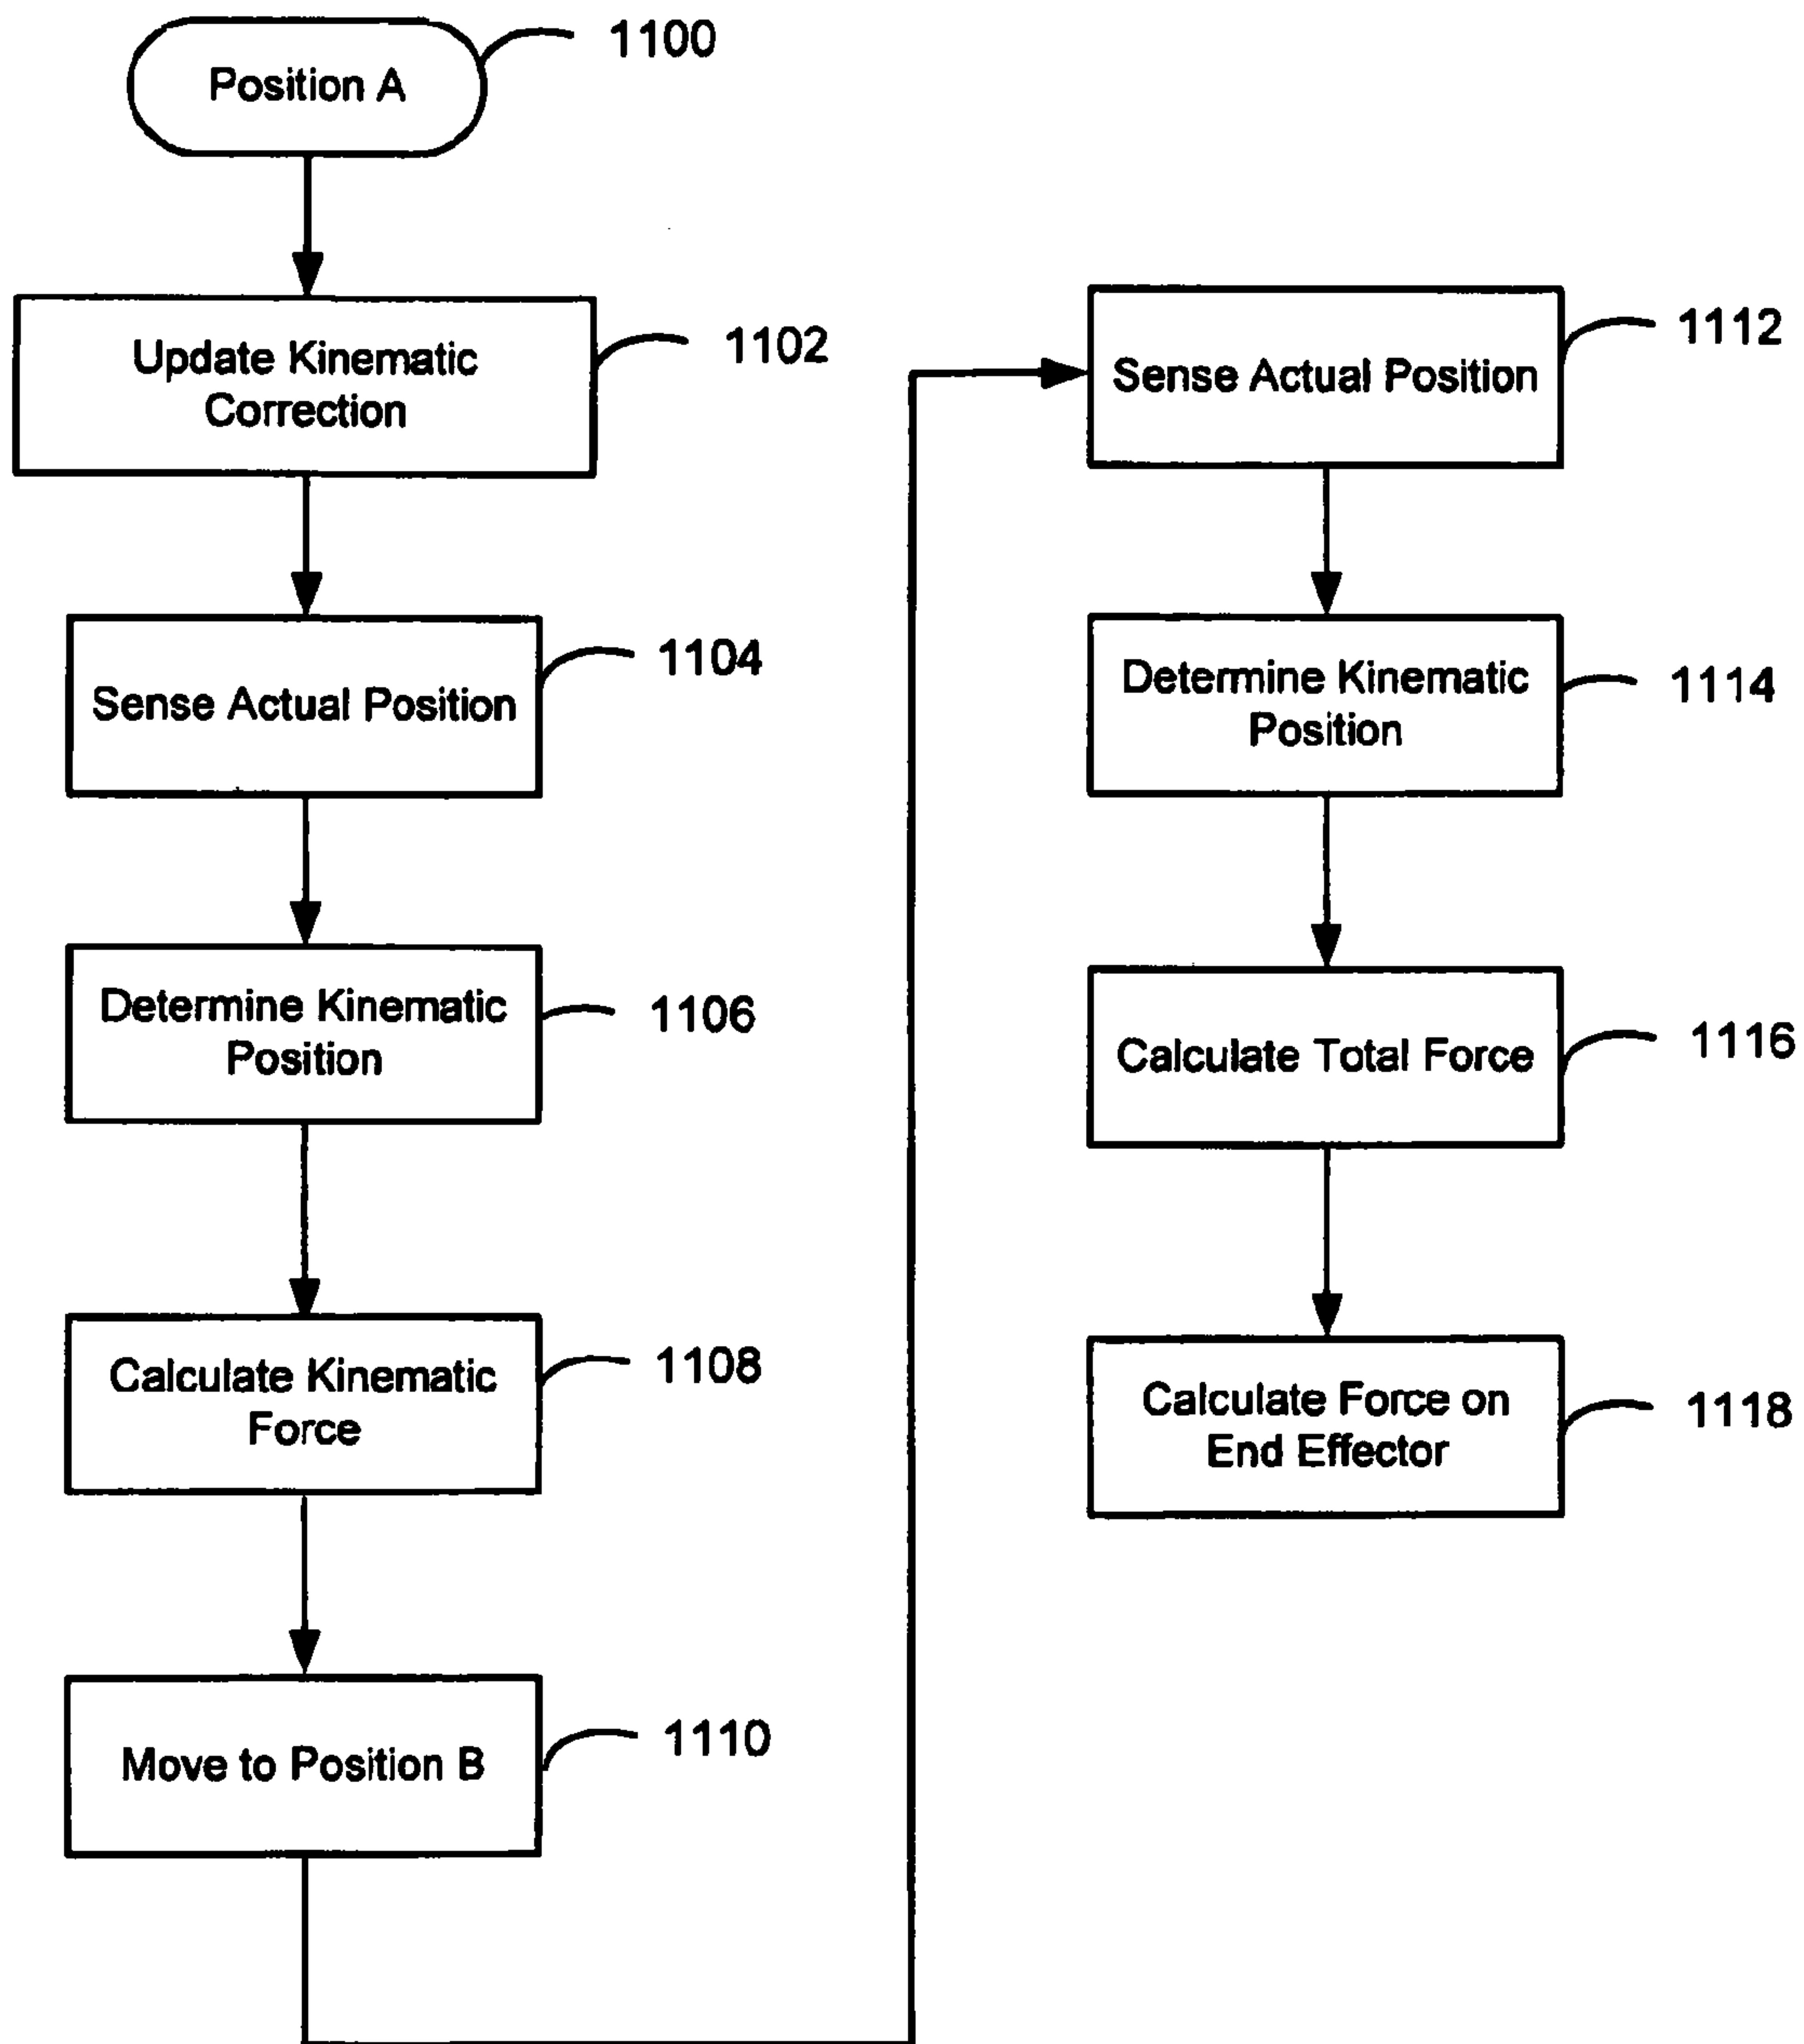 Position A
1100
Update Kinematic
Correction
1102
Sense Actual Position
1104
Determine Kinematic
Position
1106
Calculate Kinematic
Force
1108
Move to Position B
1110
Sense Actual Position
1112
Determine Kinematic
Position
1114
Calculate Total Force
1116
Calculate Force on
End Effector
1118